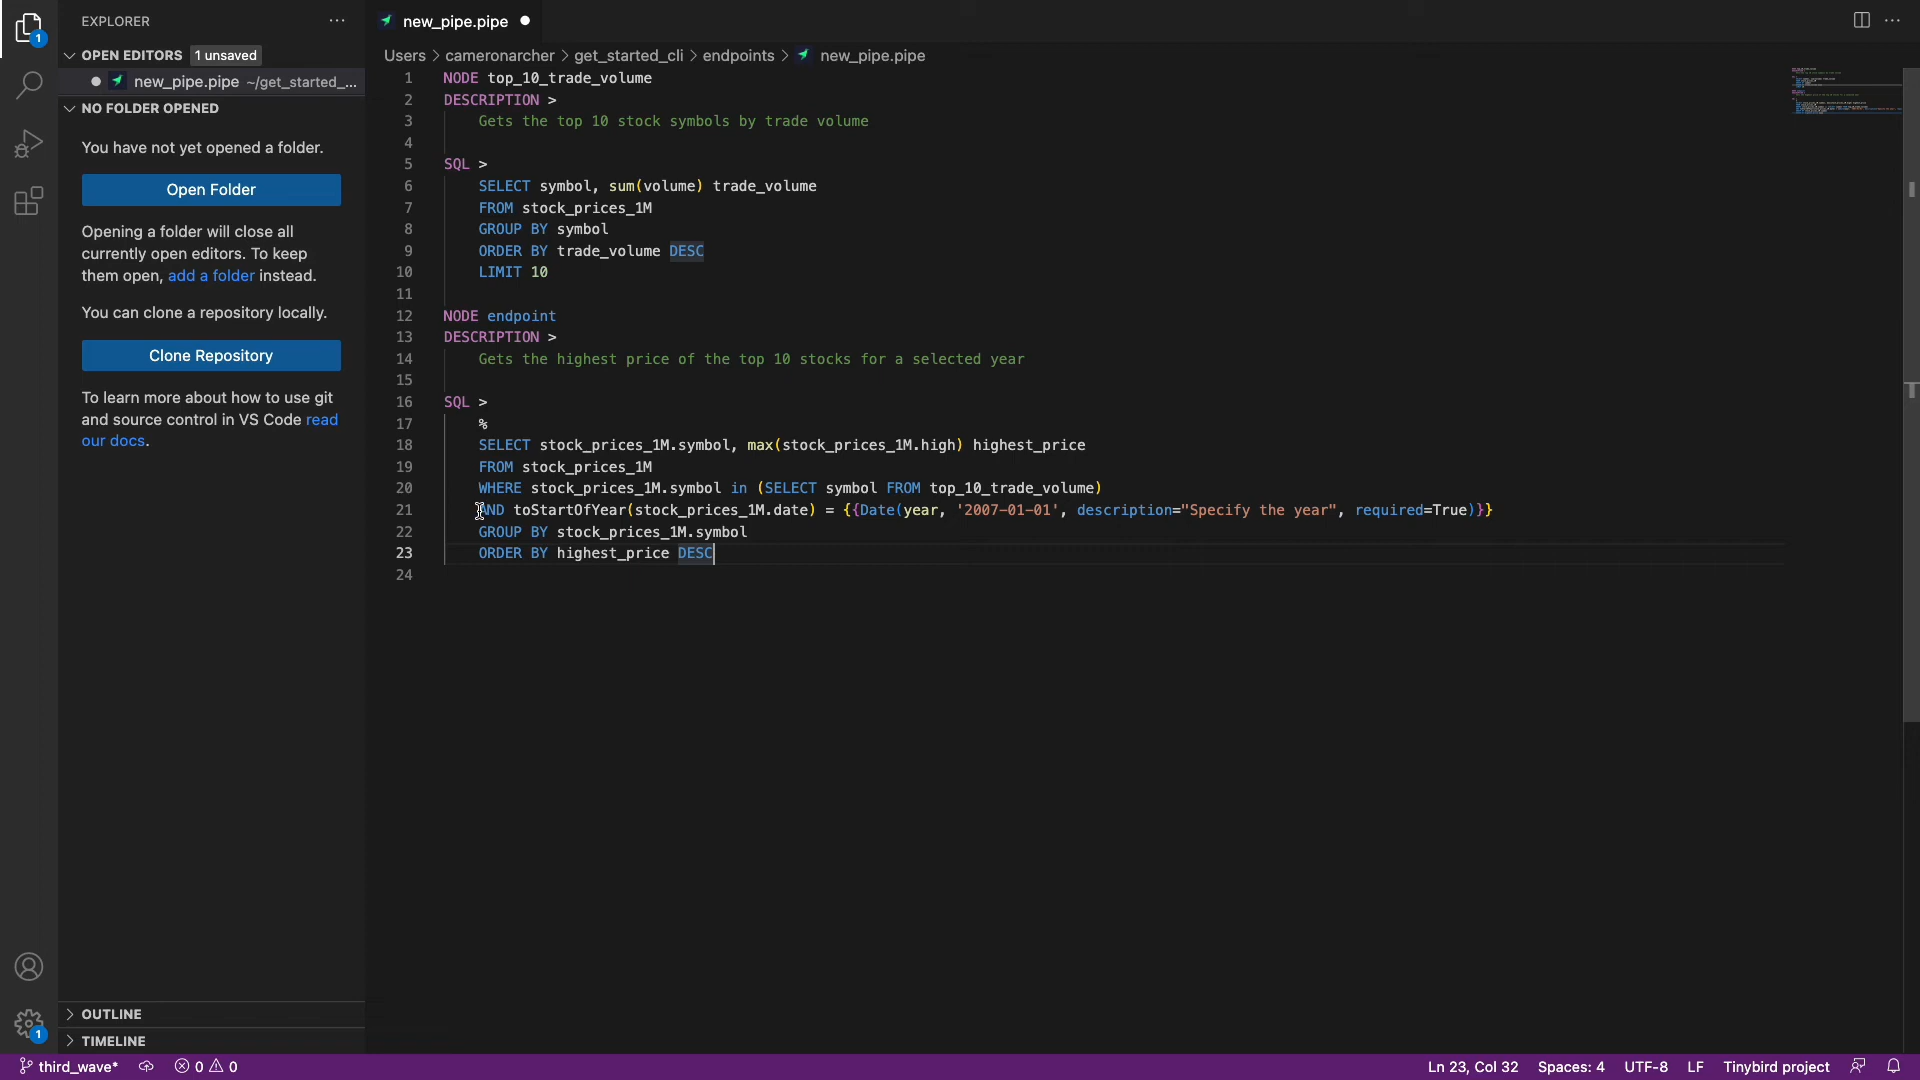 EXPLORER
OPEN EDITORS 1 unsaved
new_pipe.pipe ~/get_started_...
NO FOLDER OPENED
You have not yet opened a folder.
Open Folder
Opening a folder will close all
currently open editors. To keep
them open, add a folder instead.
You can clone a repository locally.
Clone Repository
To learn more about how to use git
and source control in VS Code read
our docs.
OUTLINE
TIMELINE
1
1
new_pipe.pipe
Users > cameronarcher > get_started_cli > endpoints > new_pipe.pipe
1 NODE top_10_trade_volume
2 DESCRIPTION >
3 Gets the top 10 stock symbols by trade volume
4
5 SQL >
6 SELECT symbol, sum(volume) trade_volume
7 FROM stock_prices_1M
8 GROUP BY symbol
9 ORDER BY trade_volume DESC
10 LIMIT 10
11
12 NODE endpoint
13 DESCRIPTION >
14 Gets the highest price of the top 10 stocks for a selected year
15
16 SQL >
17 %
18 SELECT stock_prices_1M.symbol, max(stock_prices_1M.high) highest_price
19 FROM stock_prices_1M
20 WHERE stock_prices_1M.symbol in (SELECT symbol FROM top_10_trade_volume)
21 AND toStartOfYear(stock_prices_1M.date) = {{Date(year, '2007-01-01', description="Specify the year", required=True)}}
22 GROUP BY stock_prices_1M.symbol
23 ORDER BY highest_price DESC
24
third_wave* 0 0 Ln 23, Col 32 Spaces: 4 UTF-8 LF Tinybird project